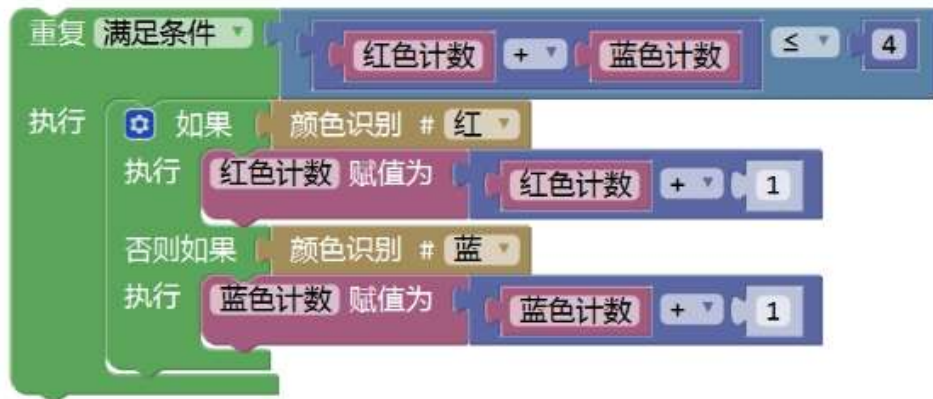 重复 满足条件 红色计数 + 蓝色计数 ≤ 4
执行 如果 颜色识别 # 红
执行 红色计数 赋值为 红色计数 + 1
否则如果 颜色识别 # 蓝
执行 蓝色计数 赋值为 蓝色计数 + 1